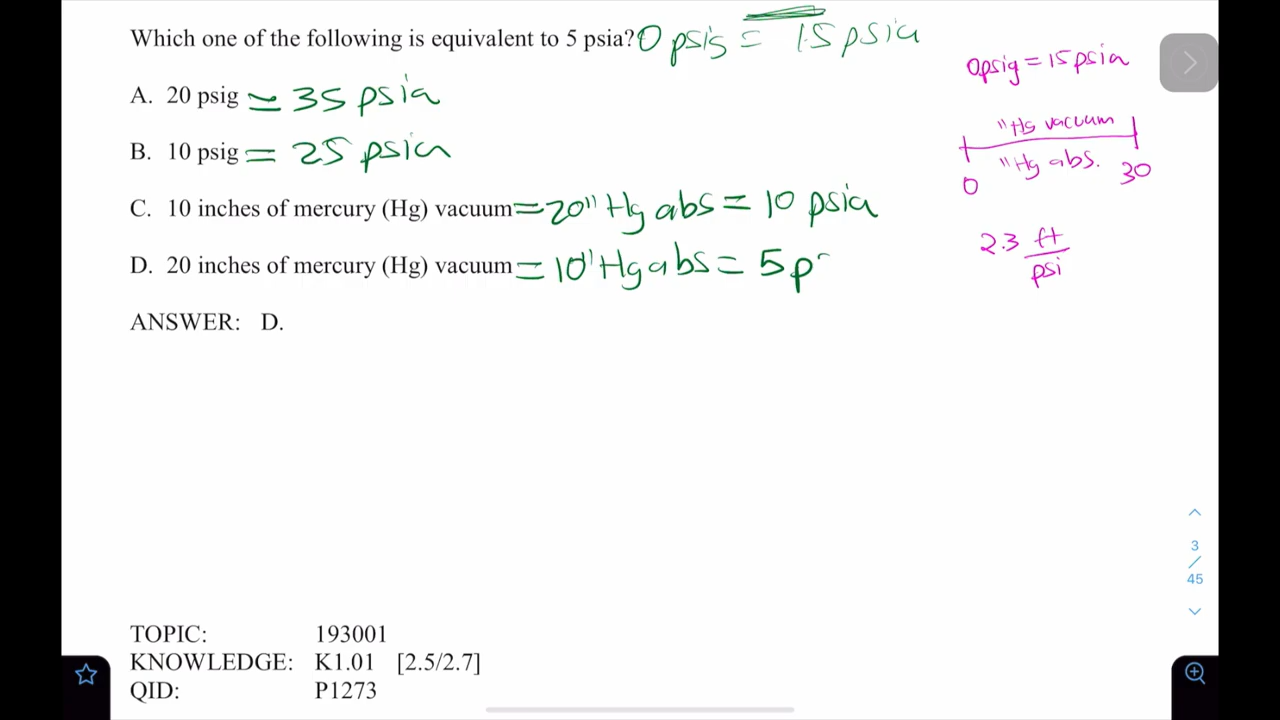 Which one of the following is equivalent to 5 psia? 0 psig = 15 psia
A. 20 psig = 35 psia
B. 10 psig = 25 psia
C. 10 inches of mercury (Hg) vacuum = 20" Hg abs = 10 psia
D. 20 inches of mercury (Hg) vacuum = 10" Hg abs = 5 p
ANSWER: D.
0psig = 15 psia
"Hg vacuum
"Hg abs.
0 30
2.3 ft
psi
3
/
45
TOPIC: 193001
KNOWLEDGE: K1.01 [2.5/2.7]
QID: P1273